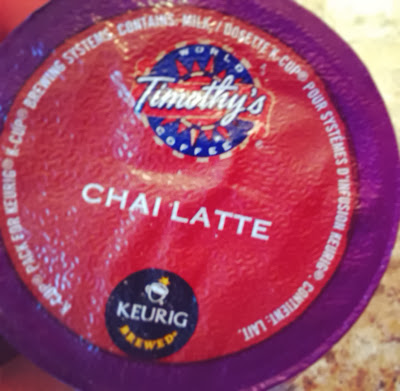 K-CUP® PACK FOR KEURIG® K-CUP® BREWING SYSTEMS. CONTAINS: MILK. / DOSETTE K-CUP® POUR SYSTÈMES D'INFUSION KEURIG®. CONTIENT: LAIT.
WORLD
Timothy's
COFFEE
CHAI LATTE
KEURIG
BREWED